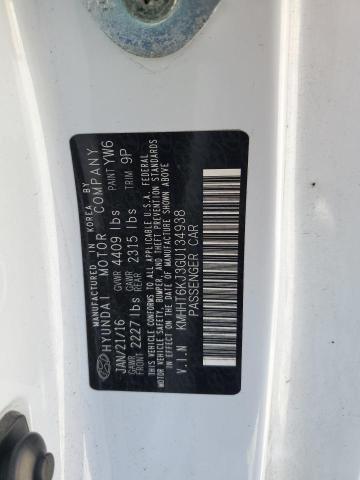 MANUFACTURED IN KOREA BY
HYUNDAI MOTOR COMPANY
JAN/21/16 GVWR 4409 lbs PAINT YW6
GAWR FRONT 2227 lbs GAWR REAR 2315 lbs TRIM 9P
THIS VEHICLE CONFORMS TO ALL APPLICABLE U.S.A. FEDERAL
MOTOR VEHICLE SAFETY, BUMPER, AND THEFT PREVENTION STANDARDS
IN EFFECT ON THE DATE OF MANUFACTURE SHOWN ABOVE
V.I.N KMHHT6KJ3GU134938
PASSENGER CAR